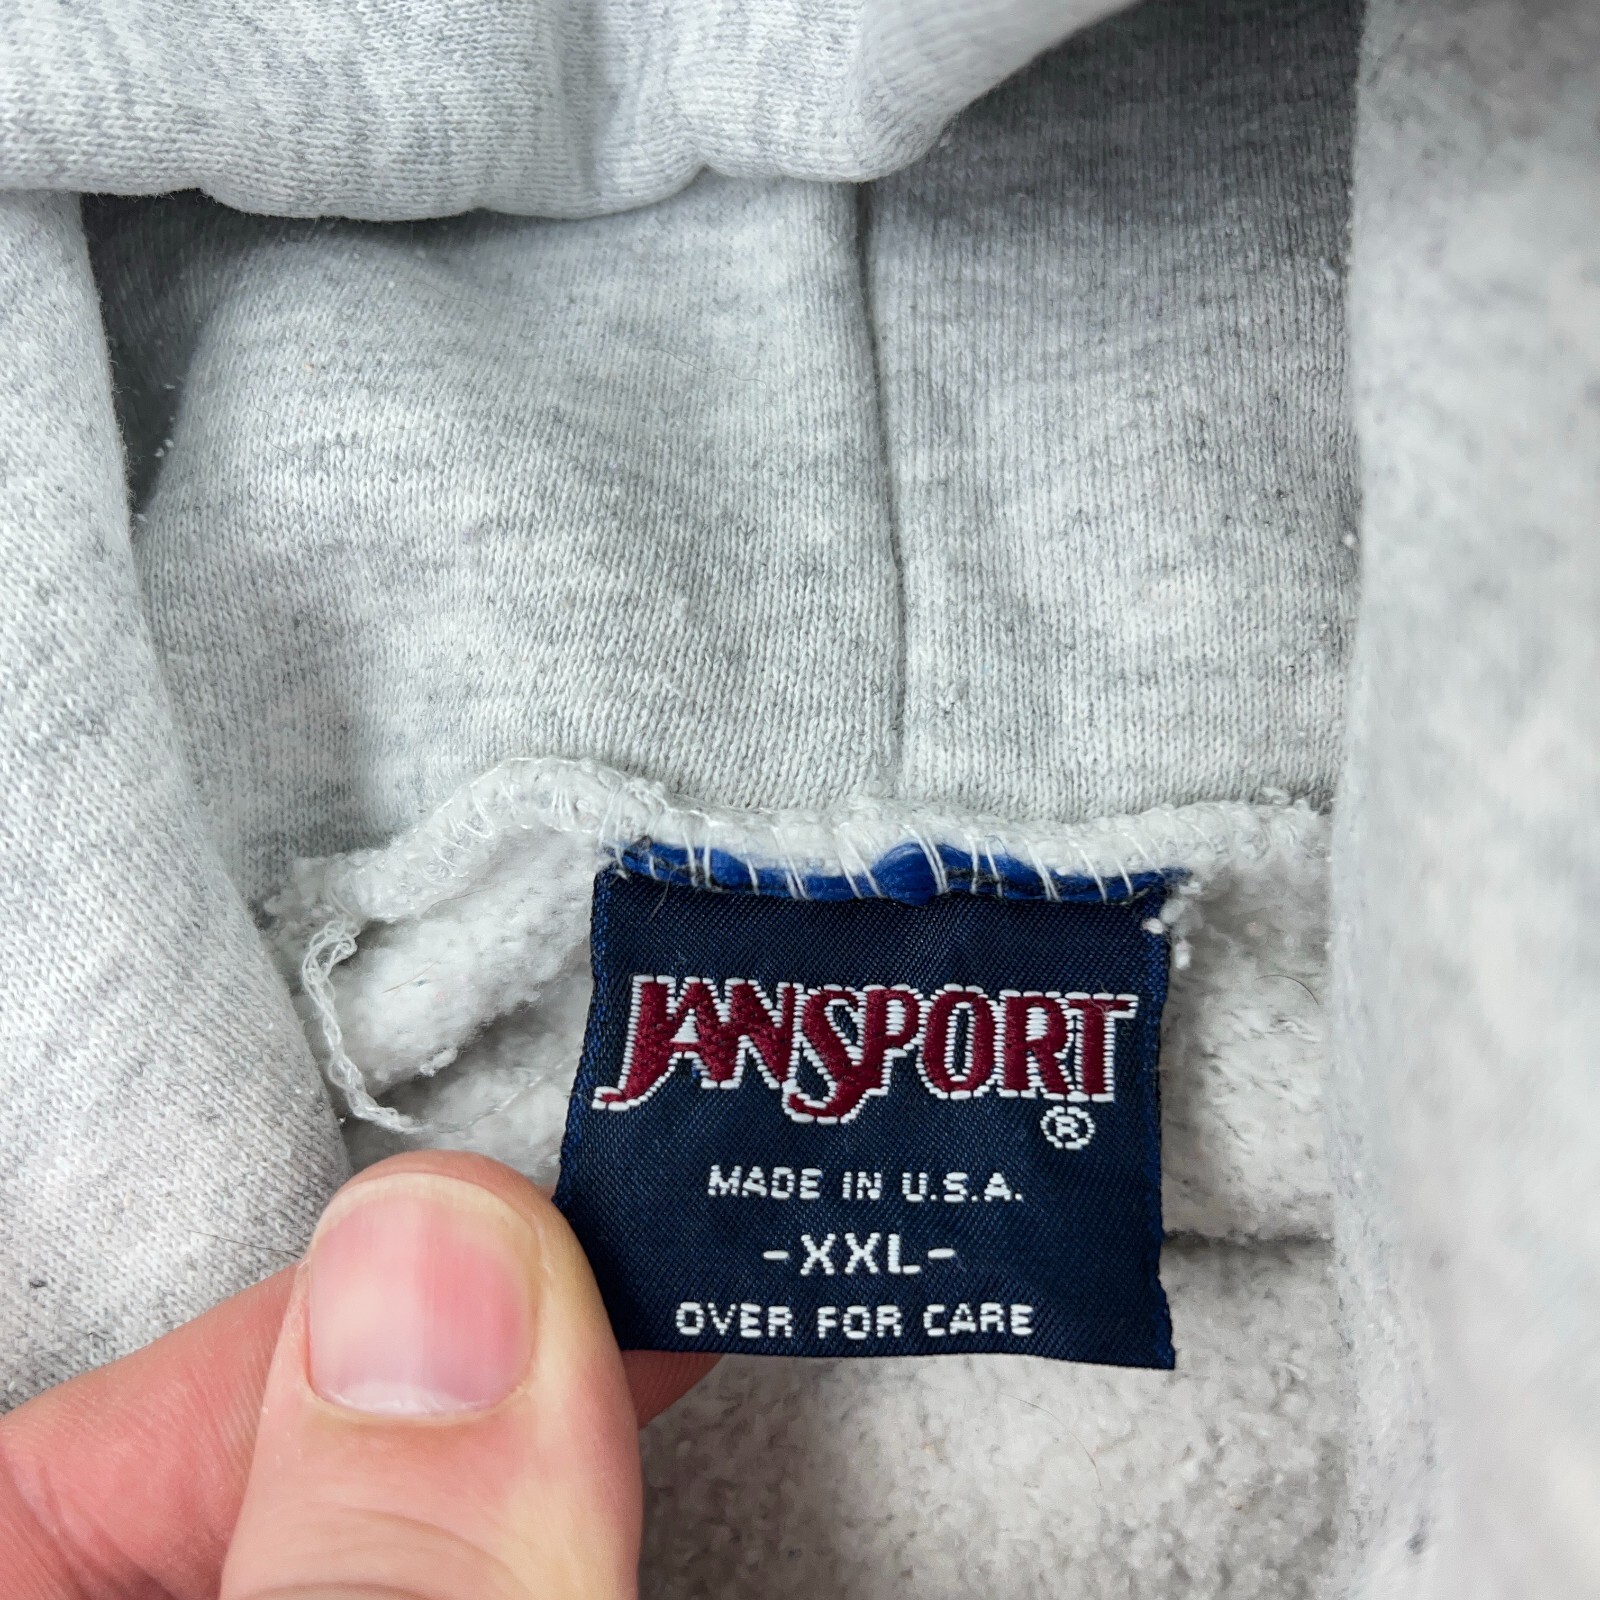 JANSPORT
®
MADE IN U.S.A.
-XXL-
OVER FOR CARE